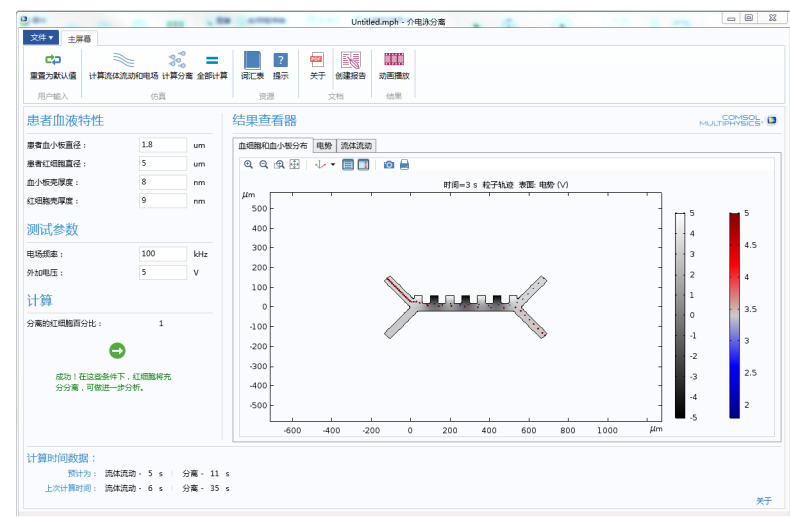 Untitled.mph - 介电泳分离
文件▼ 主屏幕
重置为默认值 计算流体流动和电场 计算分离 全部计算 词汇表 提示 关于 创建报告 动画播放
用户输入 仿真 资源 文档 结果
患者血液特性
患者血小板直径： 1.8 um
患者红细胞直径： 5 um
血小板壳厚度： 8 nm
红细胞壳厚度： 9 nm
测试参数
电场频率： 100 kHz
外加电压： 5 V
计算
分离的红细胞百分比： 1
成功！在这些条件下，红细胞将充
分分离，可做进一步分析。
结果查看器
COMSOL
MULTIPHYSICS®
血细胞和血小板分布 电势 流体流动
时间=3 s 粒子轨迹 表面: 电势 (V)
μm
500
400
300
200
100
0
-100
-200
-300
-400
-500
-600 -400 -200 0 200 400 600 800 1000 μm
5
4
3
2
1
0
-1
-2
-3
-4
-5
5
4.5
4
3.5
3
2.5
2
计算时间数据：
预计为： 流体流动 - 5 s 分离 - 11 s
上次计算时间： 流体流动 - 6 s 分离 - 35 s
关于